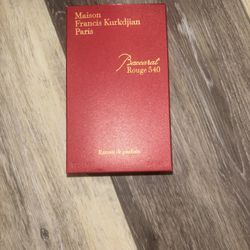 Maison
Francis Kurkdjian
Paris
Baccarat
Rouge 540
Extrait de parfum